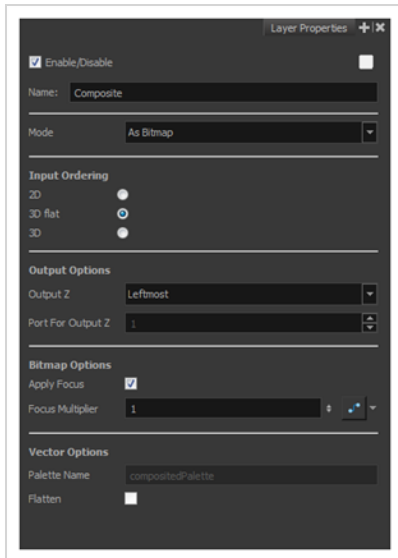 Layer Properties
Enable/Disable
Name: Composite
Mode As Bitmap
Input Ordering
2D
3D flat
3D
Output Options
Output Z Leftmost
Port For Output Z 1
Bitmap Options
Apply Focus
Focus Multiplier 1
Vector Options
Palette Name compositedPalette
Flatten